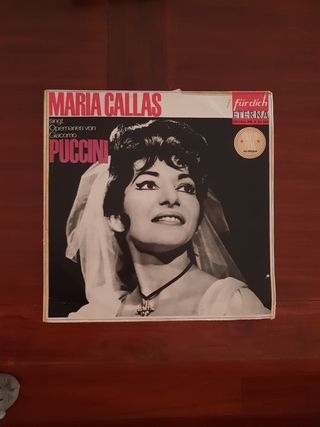 MARIA CALLAS
singt
Opernarien von
Giacomo
PUCCINI
für dich
ETERNA